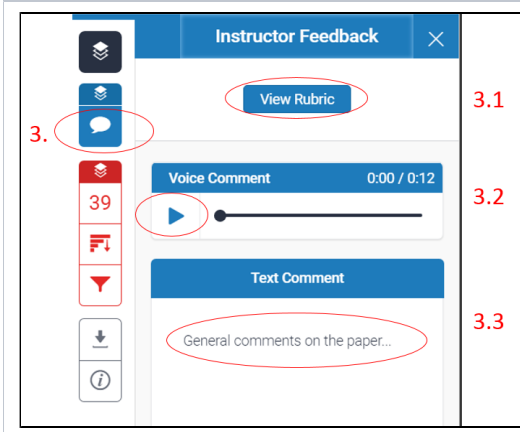 Instructor Feedback
View Rubric
3.1
3.
Voice Comment 0:00 / 0:12
3.2
39
Text Comment
General comments on the paper...
3.3
i